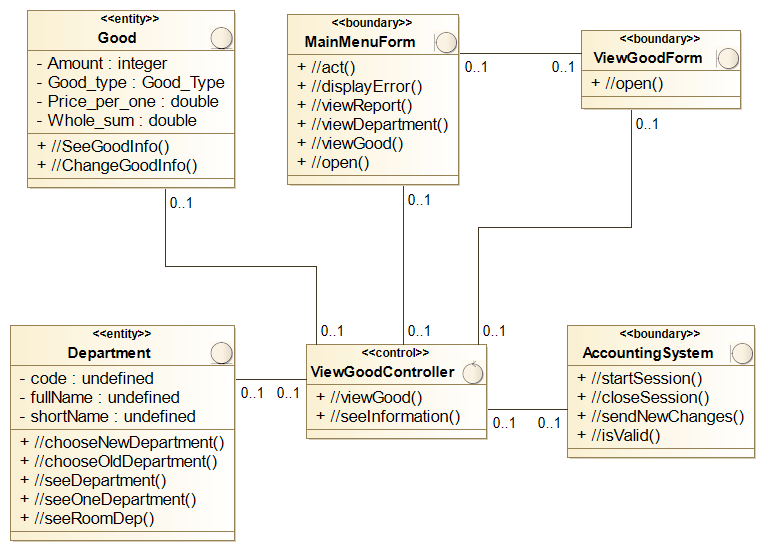 <<entity>>
Good
- Amount : integer
- Good_type : Good_Type
- Price_per_one : double
- Whole_sum : double
+ //SeeGoodInfo()
+ //ChangeGoodInfo()
0..1
<<boundary>>
MainMenuForm
+ //act()
+ //displayError()
+ //viewReport()
+ //viewDepartment()
+ //viewGood()
+ //open()
0..1
0..1
0..1
<<boundary>>
ViewGoodForm
+ //open()
0..1
0..1
0..1
0..1
<<entity>>
Department
- code : undefined
- fullName : undefined
- shortName : undefined
+ //chooseNewDepartment()
+ //chooseOldDepartment()
+ //seeDepartment()
+ //seeOneDepartment()
+ //seeRoomDep()
0..1
0..1
<<control>>
ViewGoodController
+ //viewGood()
+ //seeInformation()
0..1
0..1
<<boundary>>
AccountingSystem
+ //startSession()
+ //closeSession()
+ //sendNewChanges()
+ //isValid()